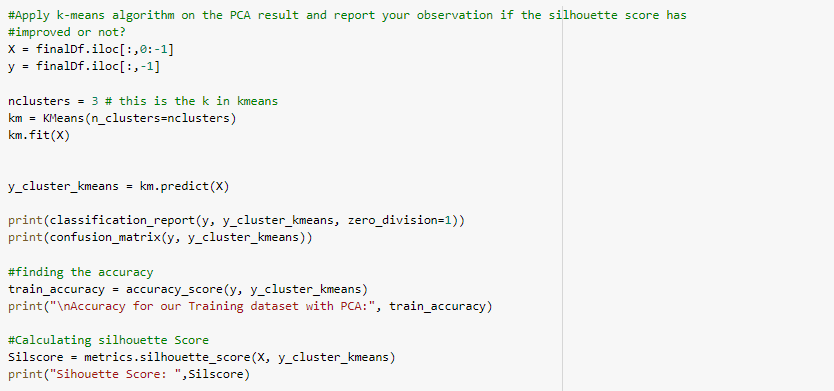 #Apply k-means algorithm on the PCA result and report your observation if the silhouette score has
#improved or not?
X = finalDf.iloc[:,0:-1]
y = finalDf.iloc[:,-1]
nclusters = 3 # this is the k in kmeans
km = KMeans(n_clusters=nclusters)
km.fit(X)
y_cluster_kmeans = km.predict(X)
print(classification_report(y, y_cluster_kmeans, zero_division=1))
print(confusion_matrix(y, y_cluster_kmeans))
#finding the accuracy
train_accuracy = accuracy_score(y, y_cluster_kmeans)
print("\nAccuracy for our Training dataset with PCA:", train_accuracy)
#Calculating sihouette Score
Silscore = metrics.silhouette_score(X, y_cluster_kmeans)
print("Sihouette Score: ",Silscore)